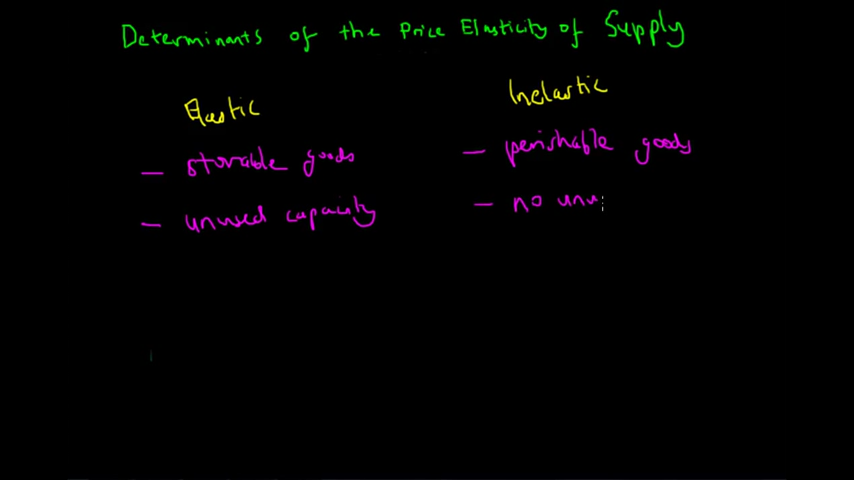 Determinants of the Price Elasticity of Supply
Elastic
Inelastic
— storable goods
— perishable goods
— unused capacity
— no unu